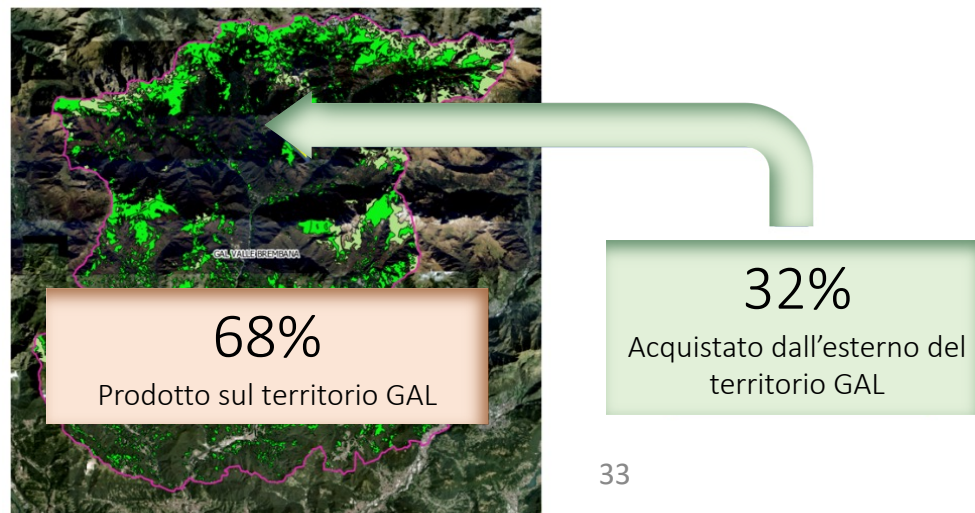 GAL VALLE BREMBANA
68%
Prodotto sul territorio GAL
32%
Acquistato dall'esterno del
territorio GAL
33